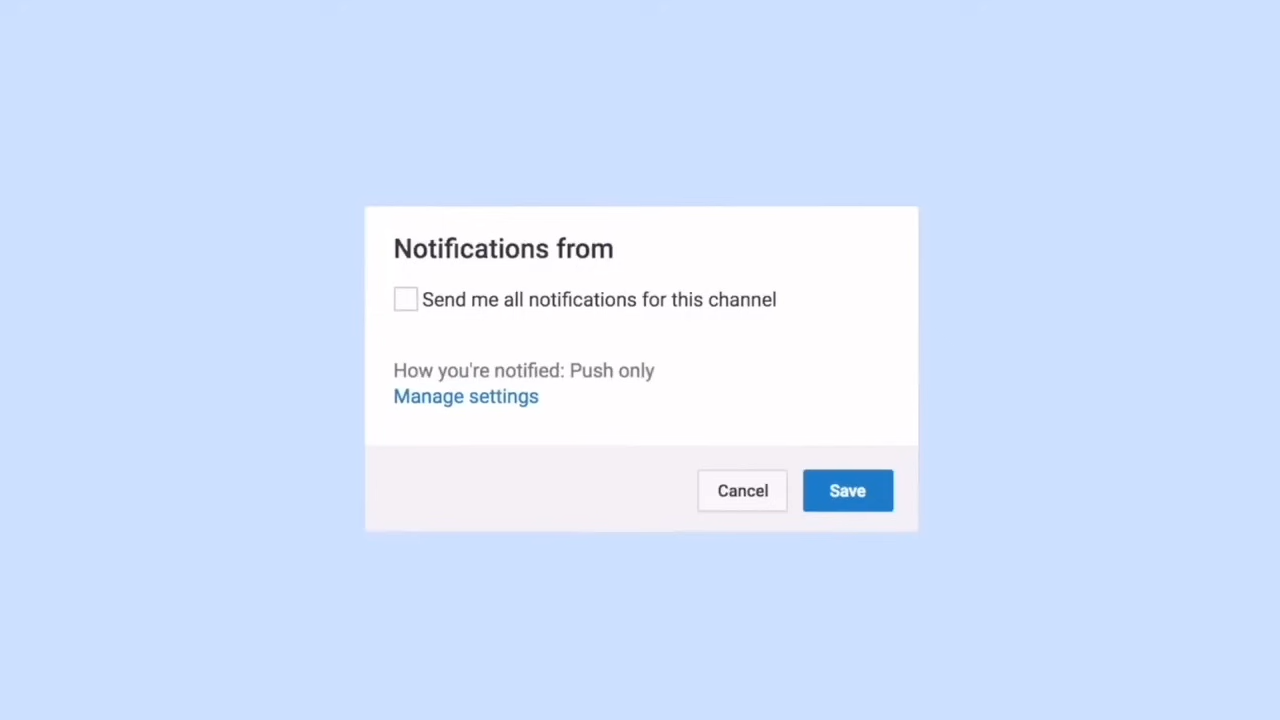 Notifications from
Send me all notifications for this channel
How you're notified: Push only
Manage settings
Cancel
Save